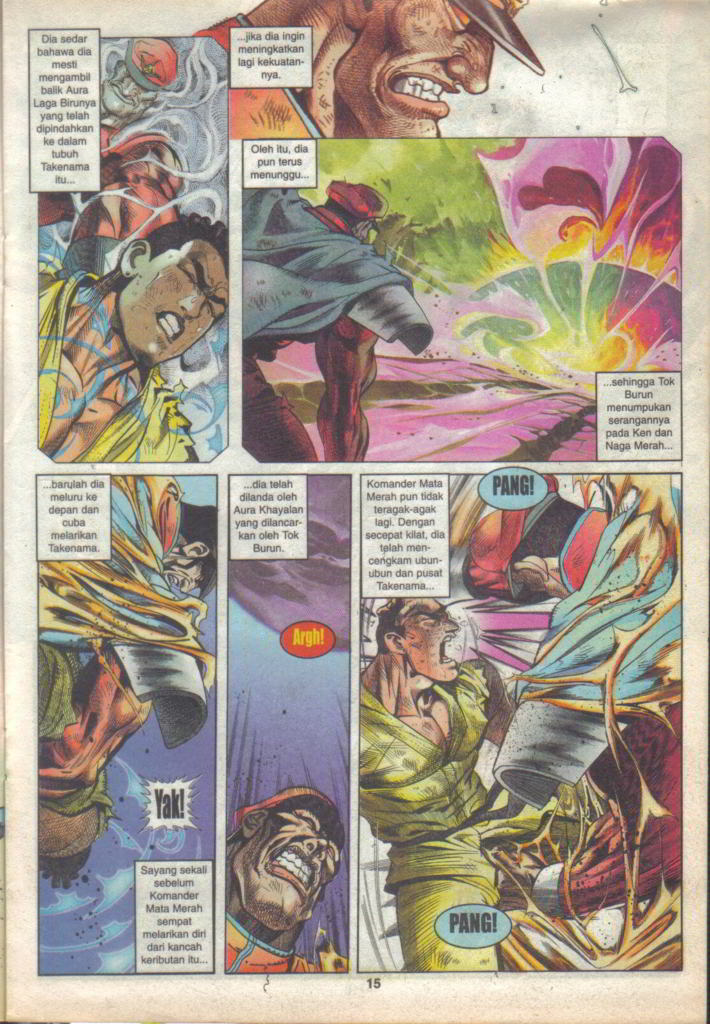 Dia sedar
bahawa dia
mesti
mengambil
balik Aura
Laga Birunya
yang telah
dipindahkan
ke dalam
tubuh
Takenama
itu...
...jika dia ingin
meningkatkan
lagi kekuatan-
nya.
Oleh itu, dia
pun terus
menunggu...
...sehingga Tok
Burun
menumpukan
serangannya
pada Ken dan
Naga Merah...
...barulah dia
meluru ke
depan dan
cuba
melarikan
Takenama.
Yak!
Sayang sekali
sebelum
Komander
Mata Merah
sempat
melarikan diri
dari kancah
keributan itu...
...dia telah
dilanda oleh
Aura Khayalan
yang dilancar-
kan oleh Tok
Burun.
Argh!
Komander Mata
Merah pun tidak
teragak-agak
lagi. Dengan
secepat kilat, dia
telah men-
cengkam ubun-
ubun dan pusat
Takenama...
PANG!
PANG!
15